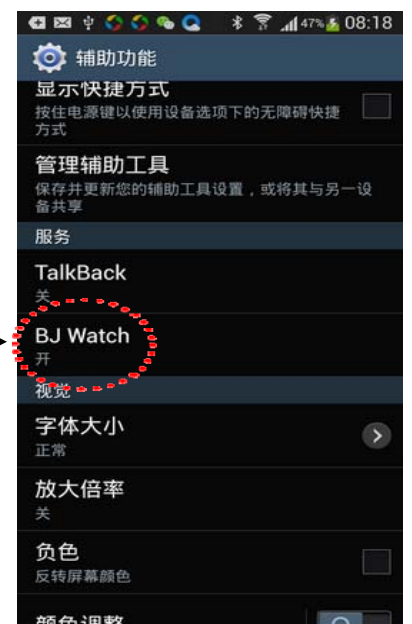 47% 08:18
辅助功能
显示快捷方式
按住电源键以使用设备选项下的无障碍快捷
方式
管理辅助工具
保存并更新您的辅助工具设置，或将其与另一设
备共享
服务
TalkBack
关
BJ Watch
开
视觉
字体大小
正常
放大倍率
关
负色
反转屏幕颜色
颜色调整